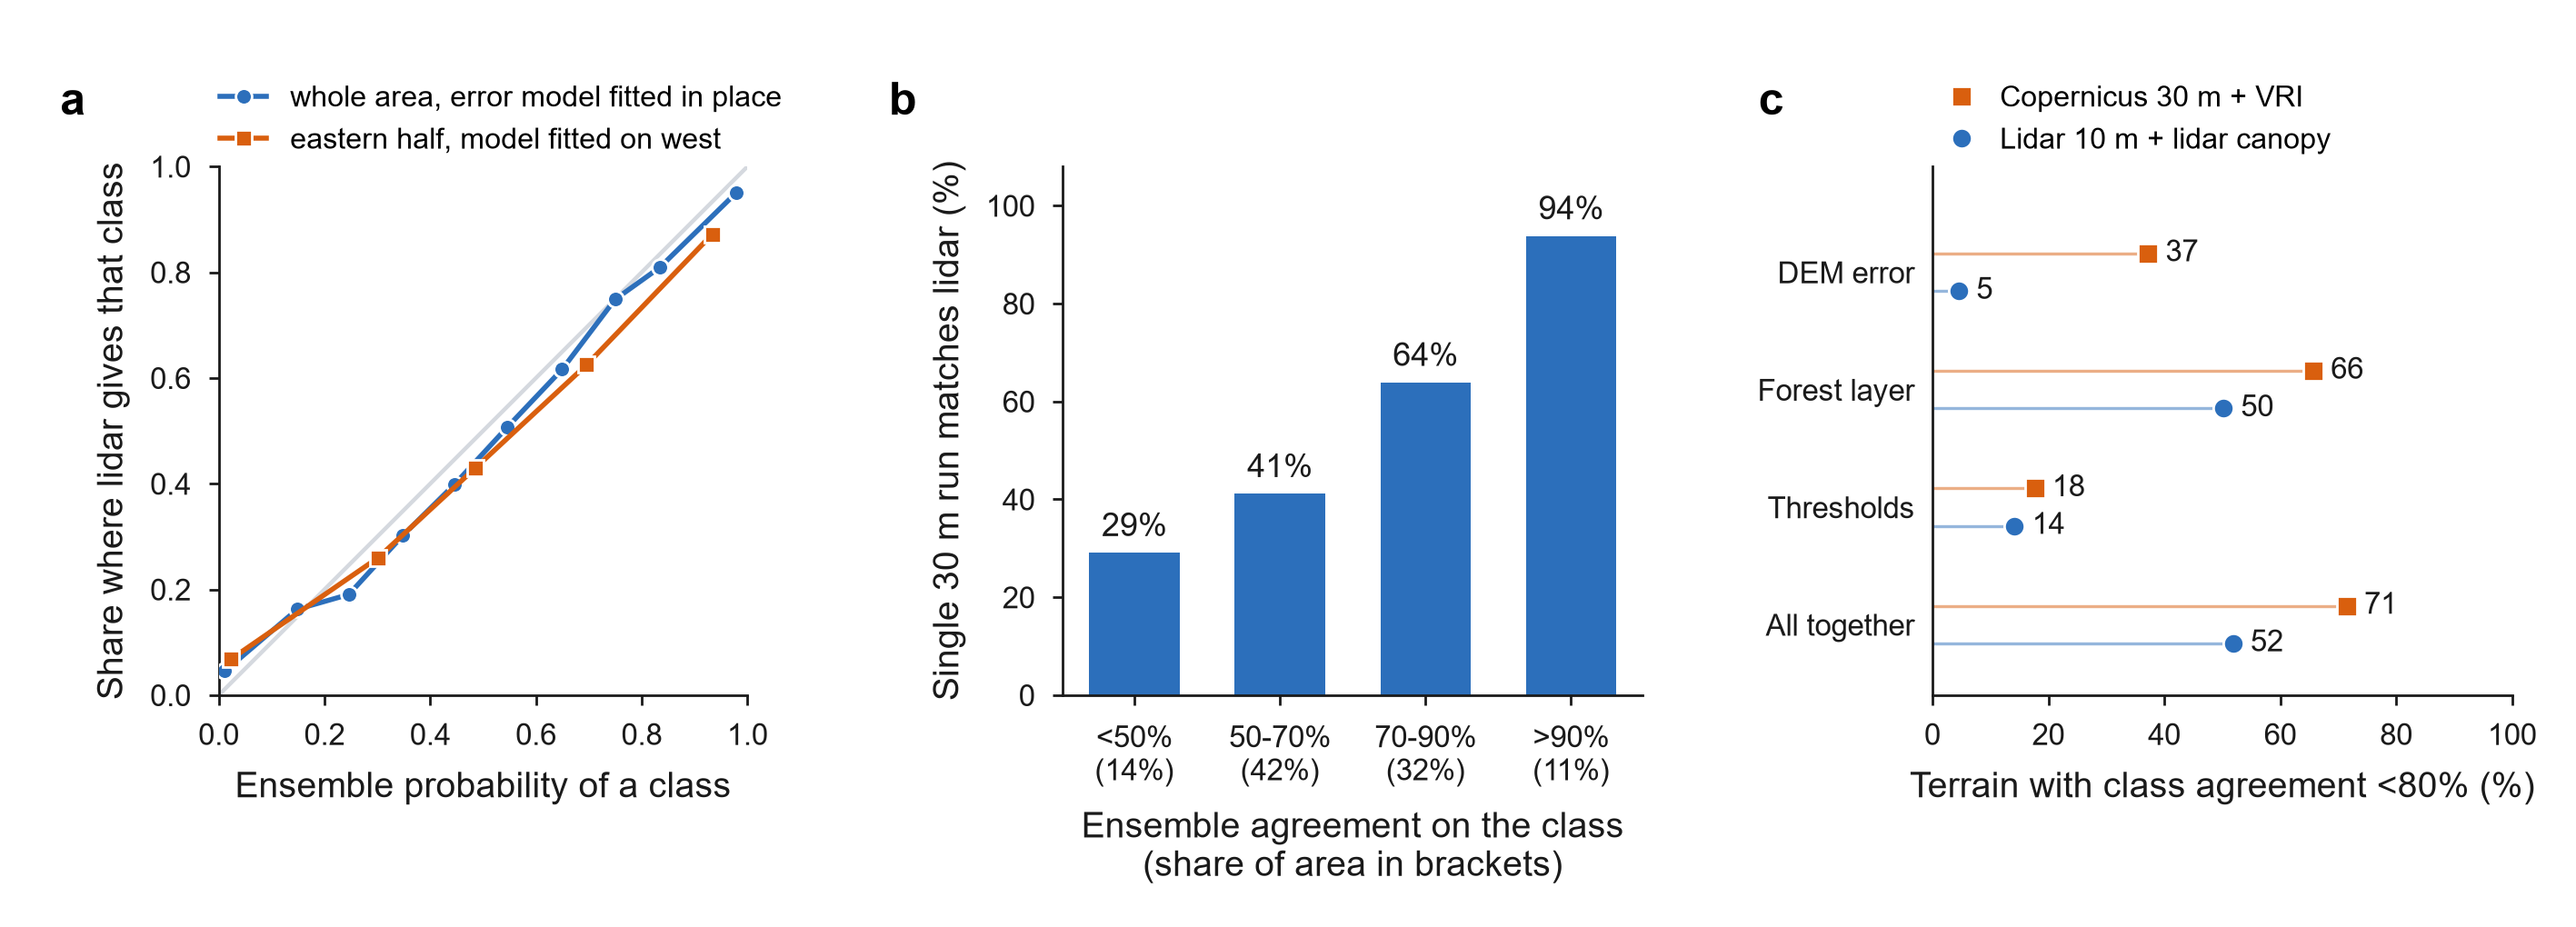 a
whole area, error model fitted in place
eastern half, model fitted on west
Share where lidar gives that class
1.0
0.8
0.6
0.4
0.2
0.0
0.0 0.2 0.4 0.6 0.8 1.0
Ensemble probability of a class
b
Single 30 m run matches lidar (%)
100
80
60
40
20
0
29%
41%
64%
94%
<50% 50-70% 70-90% >90%
(14%) (42%) (32%) (11%)
Ensemble agreement on the class
(share of area in brackets)
c
Copernicus 30 m + VRI
Lidar 10 m + lidar canopy
DEM error
37
5
Forest layer
66
50
Thresholds
18
14
All together
71
52
0 20 40 60 80 100
Terrain with class agreement <80% (%)